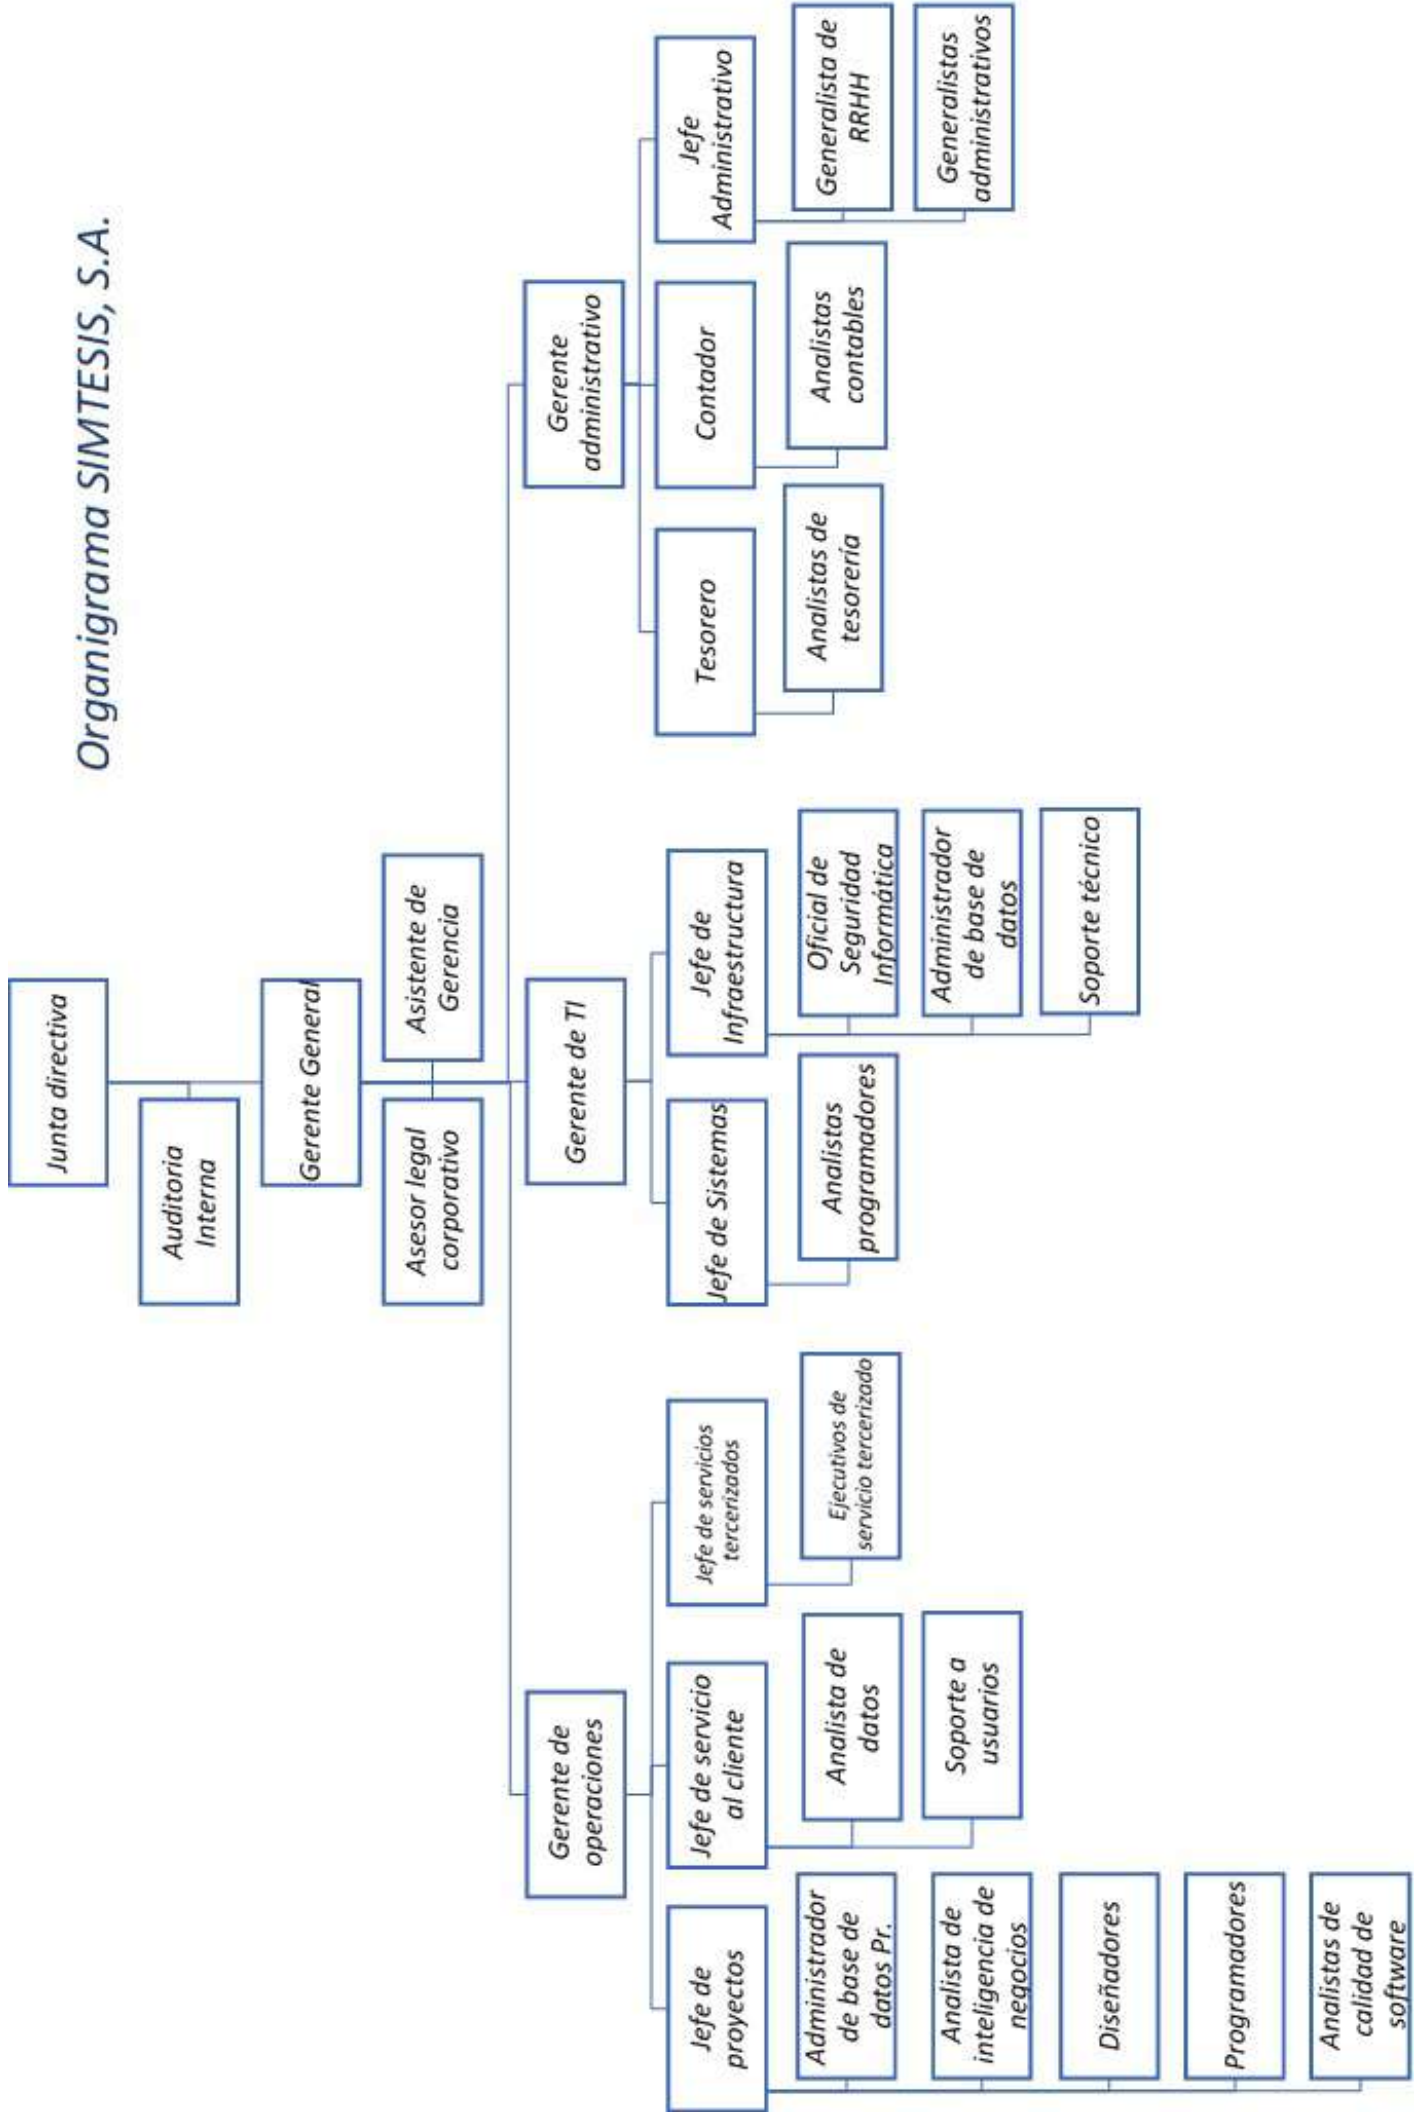 Organigrama SIMTESIS, S.A.
Junta directiva
Auditoria
Interna
Gerente General
Asesor legal
corporativo
Asistente de
Gerencia
Gerente de
operaciones
Jefe de
proyectos
Administrador
de base de
datos Pr.
Analista de
inteligencia de
negocios
Diseñadores
Programadores
Analistas de
calidad de
software
Jefe de servicio
al cliente
Analista de
datos
Soporte a
usuarios
Jefe de servicios
tercerizados
Ejecutivos de
servicio tercerizado
Gerente de TI
Jefe de Sistemas
Analistas
programadores
Jefe de
Infraestructura
Oficial de
Seguridad
Informática
Administrador
de base de
datos
Soporte técnico
Gerente
administrativo
Tesorero
Analistas de
tesorería
Contador
Analistas
contables
Jefe
Administrativo
Generalista de
RRHH
Generalistas
administrativos